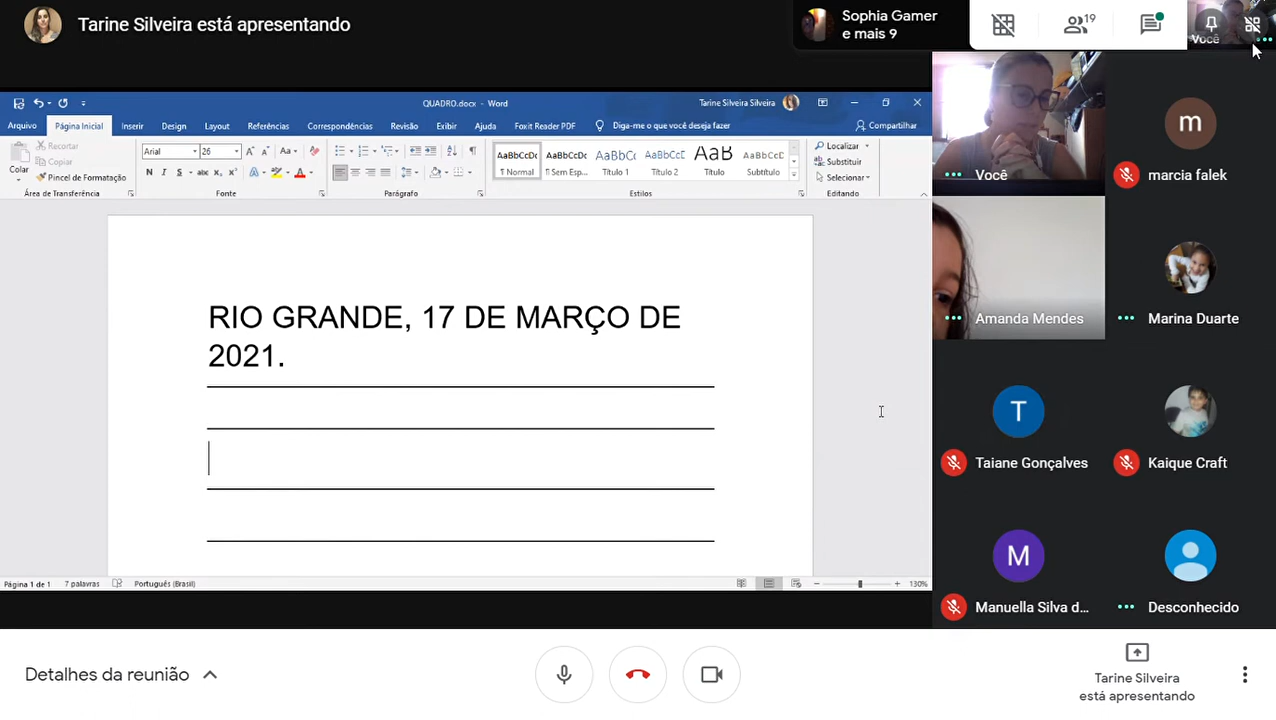 Tarine Silveira está apresentando
Sophia Gamer
e mais 9
19
Você
QUADRO.docx - Word
Tarine Silveira Silveira
Arquivo Página Inicial Inserir Design Layout Referências Correspondências Revisão Exibir Ajuda Foxit Reader PDF Diga-me o que você deseja fazer Compartilhar
Colar
Recortar
Copiar
Pincel de Formatação
Área de Transferência
Arial 26
N I S abc x₂ x²
Fonte
Parágrafo
AaBbCcDc AaBbCcDc AaBbCc AaBbCcD AaB AaBbCcD
¶ Normal ¶ Sem Esp... Título 1 Título 2 Título Subtítulo
Estilos
Localizar
Substituir
Selecionar
Editando
RIO GRANDE, 17 DE MARÇO DE
2021.
Página 1 de 1 7 palavras Português (Brasil) 130%
Você
m
marcia falek
Amanda Mendes
Marina Duarte
T
Taiane Gonçalves
Kaique Craft
M
Manuella Silva d...
Desconhecido
Detalhes da reunião
Tarine Silveira
está apresentando